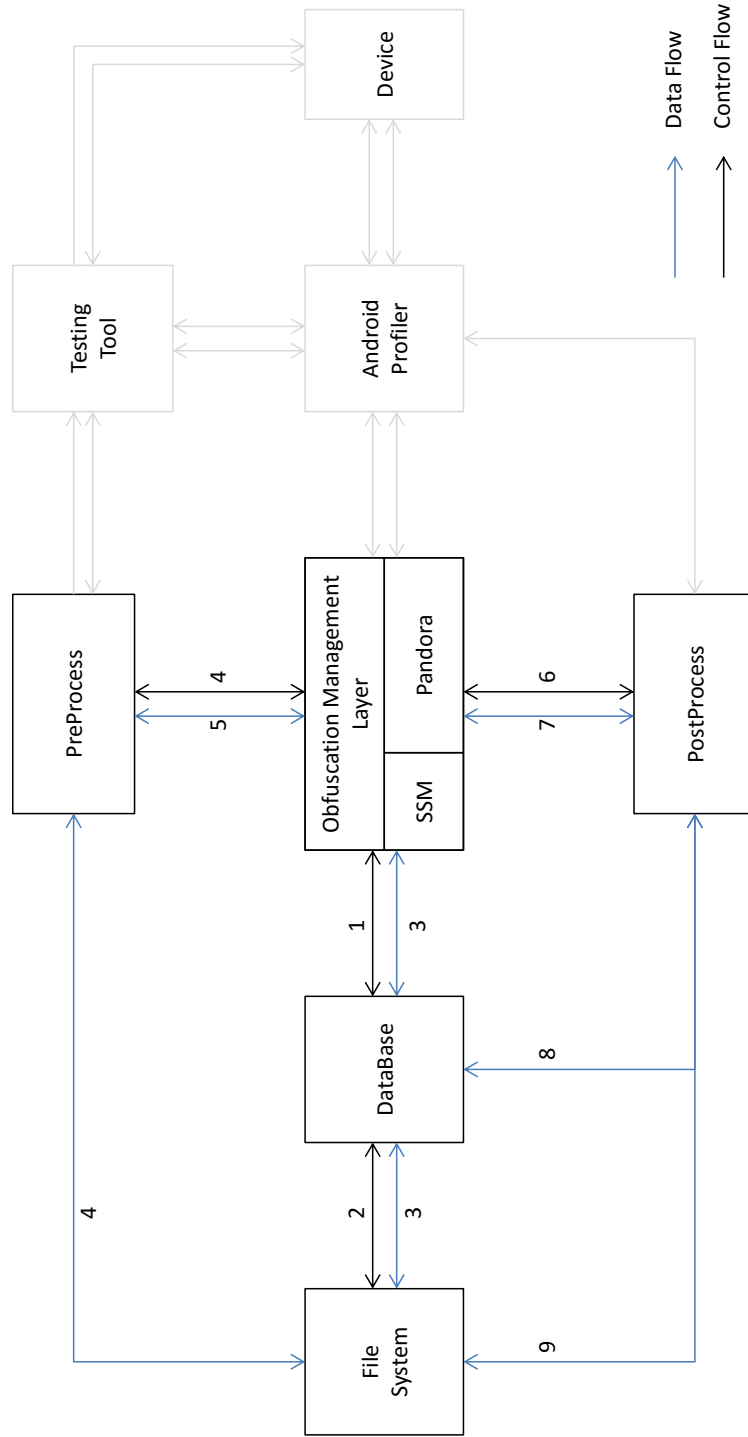 PreProcess
Testing
Tool
4
5
4
File
System
2
3
DataBase
1
3
Obfuscation Management
Layer
SSM
Pandora
Android
Profiler
Device
9
8
7
6
PostProcess
Data Flow
Control Flow